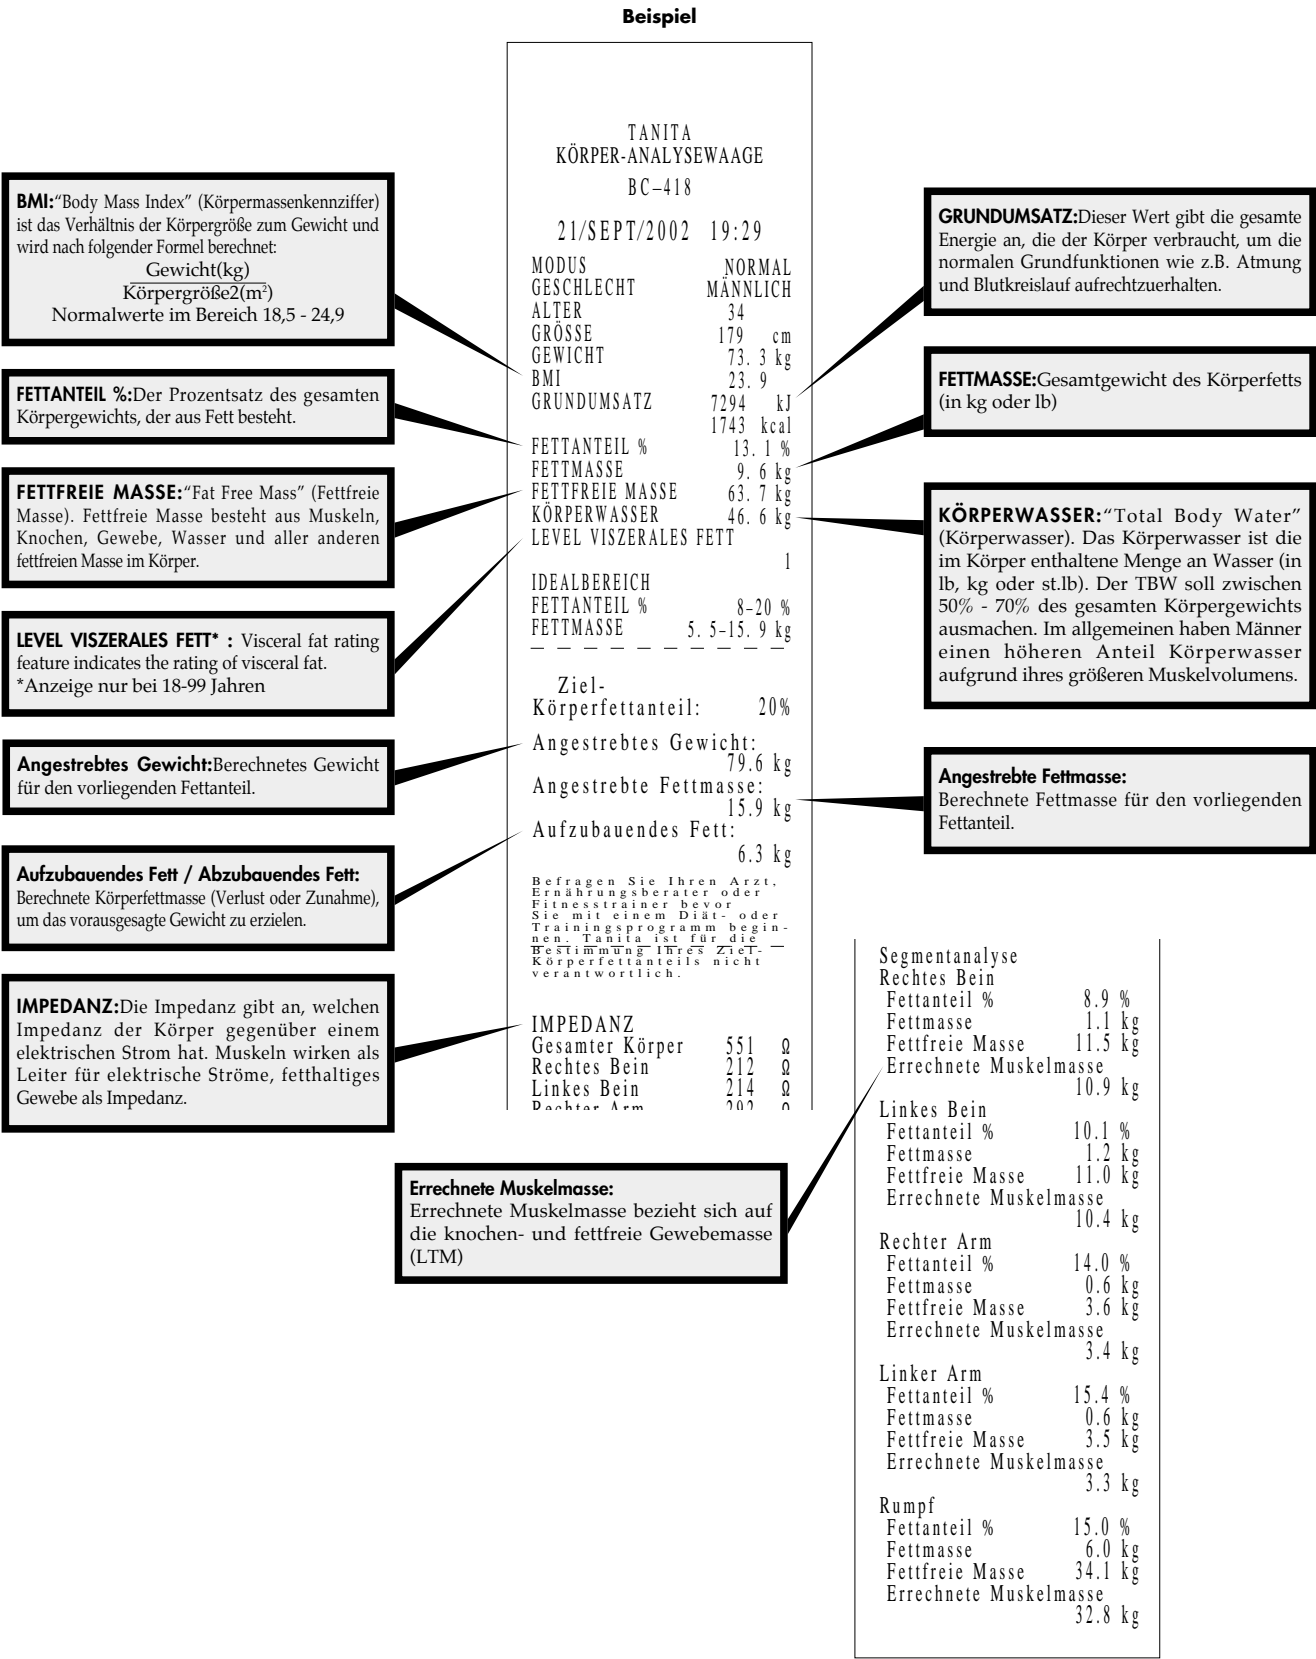 Beispiel
TANITA
KÖRPER-ANALYSEWAAGE
BC–418
21/SEPT/2002 19:29
MODUS NORMAL
GESCHLECHT MÄNNLICH
ALTER 34
GRÖSSE 179 cm
GEWICHT 73. 3 kg
BMI 23. 9
GRUNDUMSATZ 7294 kJ
1743 kcal
FETTANTEIL % 13. 1 %
FETTMASSE 9. 6 kg
FETTFREIE MASSE 63. 7 kg
KÖRPERWASSER 46. 6 kg
LEVEL VISZERALES FETT
1
IDEALBEREICH
FETTANTEIL % 8–20 %
FETTMASSE 5. 5–15. 9 kg
Ziel-
Körperfettanteil: 20%
Angestrebtes Gewicht:
79.6 kg
Angestrebte Fettmasse:
15.9 kg
Aufzubauendes Fett:
6.3 kg
Befragen Sie Ihren Arzt,
Ernährungsberater oder
Fitnesstrainer bevor
Sie mit einem Diät- oder
Trainingsprogramm begin-
nen. Tanita ist für die
Bestimmung Ihres Ziel-
Körperfettanteils nicht
verantwortlich.
IMPEDANZ
Gesamter Körper 551 Ω
Rechtes Bein 212 Ω
Linkes Bein 214 Ω
Rechter Arm 292 Ω
BMI:“Body Mass Index” (Körpermassenkennziffer)
ist das Verhältnis der Körpergröße zum Gewicht und
wird nach folgender Formel berechnet:
Gewicht(kg)
Körpergröße2(m²)
Normalwerte im Bereich 18,5 - 24,9
FETTANTEIL %:Der Prozentsatz des gesamten
Körpergewichts, der aus Fett besteht.
FETTFREIE MASSE:“Fat Free Mass” (Fettfreie
Masse). Fettfreie Masse besteht aus Muskeln,
Knochen, Gewebe, Wasser und aller anderen
fettfreien Masse im Körper.
LEVEL VISZERALES FETT* : Visceral fat rating
feature indicates the rating of visceral fat.
*Anzeige nur bei 18-99 Jahren
Angestrebtes Gewicht:Berechnetes Gewicht
für den vorliegenden Fettanteil.
Aufzubauendes Fett / Abzubauendes Fett:
Berechnete Körperfettmasse (Verlust oder Zunahme),
um das vorausgesagte Gewicht zu erzielen.
IMPEDANZ:Die Impedanz gibt an, welchen
Impedanz der Körper gegenüber einem
elektrischen Strom hat. Muskeln wirken als
Leiter für elektrische Ströme, fetthaltiges
Gewebe als Impedanz.
GRUNDUMSATZ:Dieser Wert gibt die gesamte
Energie an, die der Körper verbraucht, um die
normalen Grundfunktionen wie z.B. Atmung
und Blutkreislauf aufrechtzuerhalten.
FETTMASSE:Gesamtgewicht des Körperfetts
(in kg oder lb)
KÖRPERWASSER:“Total Body Water”
(Körperwasser). Das Körperwasser ist die
im Körper enthaltene Menge an Wasser (in
lb, kg oder st.lb). Der TBW soll zwischen
50% - 70% des gesamten Körpergewichts
ausmachen. Im allgemeinen haben Männer
einen höheren Anteil Körperwasser
aufgrund ihres größeren Muskelvolumens.
Angestrebte Fettmasse:
Berechnete Fettmasse für den vorliegenden
Fettanteil.
Errechnete Muskelmasse:
Errechnete Muskelmasse bezieht sich auf
die knochen- und fettfreie Gewebemasse
(LTM)
Segmentanalyse
Rechtes Bein
Fettanteil % 8.9 %
Fettmasse 1.1 kg
Fettfreie Masse 11.5 kg
Errechnete Muskelmasse
10.9 kg
Linkes Bein
Fettanteil % 10.1 %
Fettmasse 1.2 kg
Fettfreie Masse 11.0 kg
Errechnete Muskelmasse
10.4 kg
Rechter Arm
Fettanteil % 14.0 %
Fettmasse 0.6 kg
Fettfreie Masse 3.6 kg
Errechnete Muskelmasse
3.4 kg
Linker Arm
Fettanteil % 15.4 %
Fettmasse 0.6 kg
Fettfreie Masse 3.5 kg
Errechnete Muskelmasse
3.3 kg
Rumpf
Fettanteil % 15.0 %
Fettmasse 6.0 kg
Fettfreie Masse 34.1 kg
Errechnete Muskelmasse
32.8 kg